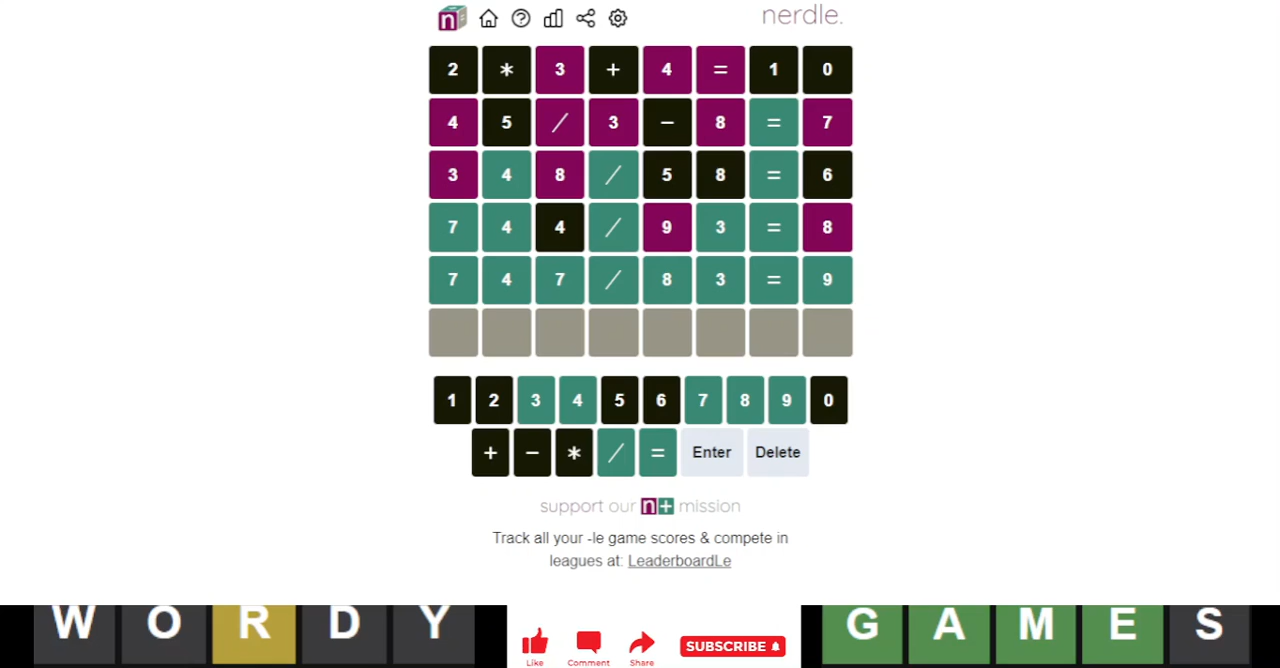 n nerdle.
2 * 3 + 4 = 1 0
4 5 / 3 - 8 = 7
3 4 8 / 5 8 = 6
7 4 4 / 9 3 = 8
7 4 7 / 8 3 = 9
1 2 3 4 5 6 7 8 9 0
+ - * / = Enter Delete
support our n+ mission
Track all your -le game scores & compete in
leagues at: LeaderboardLe
WORDY GAMES
Like Comment Share SUBSCRIBE